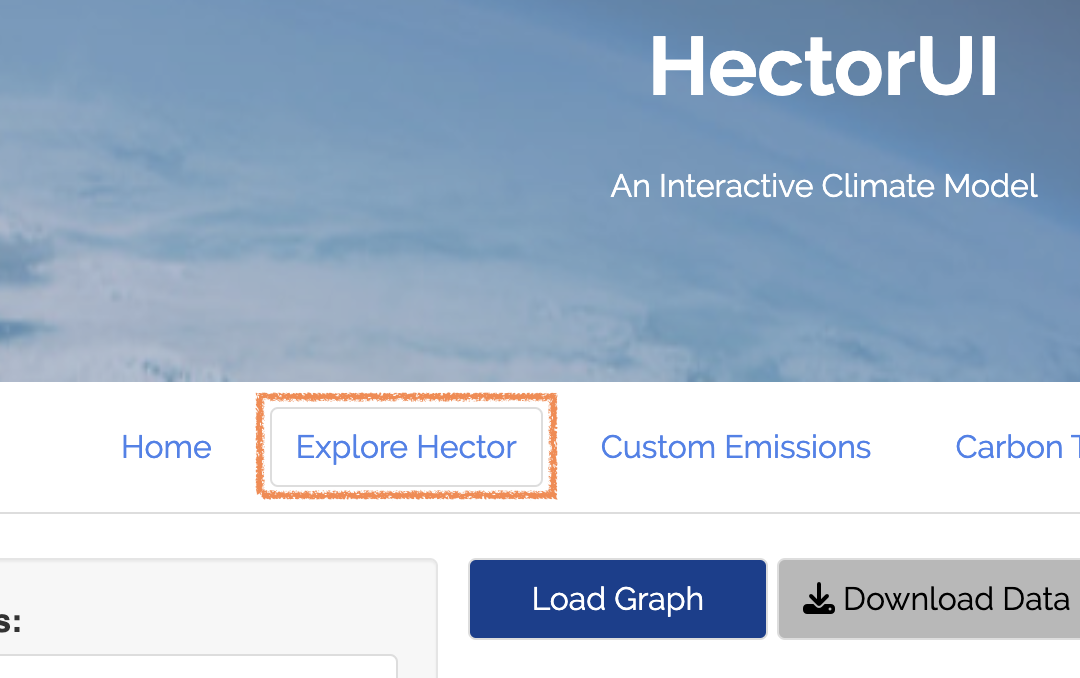 HectorUI
An Interactive Climate Model
Home
Explore Hector
Custom Emissions
Carbon T
s:
Load Graph
Download Data